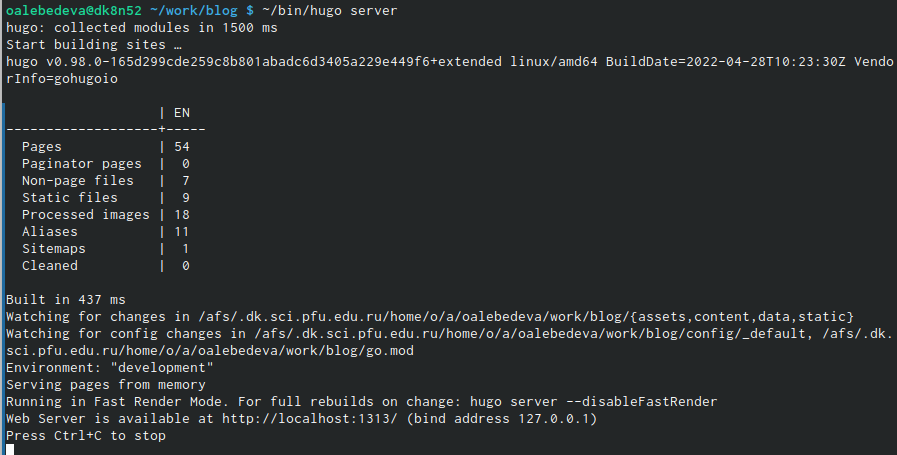 oalebedeva@dk8n52 ~/work/blog $ ~/bin/hugo server
hugo: collected modules in 1500 ms
Start building sites …
hugo v0.98.0-165d299cde259c8b801abadc6d3405a229e449f6+extended linux/amd64 BuildDate=2022-04-28T10:23:30Z Vendo
rInfo=gohugoio
                   | EN
-------------------+-----
  Pages            | 54
  Paginator pages  |  0
  Non-page files   |  7
  Static files     |  9
  Processed images | 18
  Aliases          | 11
  Sitemaps         |  1
  Cleaned          |  0
Built in 437 ms
Watching for changes in /afs/.dk.sci.pfu.edu.ru/home/o/a/oalebedeva/work/blog/{assets,content,data,static}
Watching for config changes in /afs/.dk.sci.pfu.edu.ru/home/o/a/oalebedeva/work/blog/config/_default, /afs/.dk.
sci.pfu.edu.ru/home/o/a/oalebedeva/work/blog/go.mod
Environment: "development"
Serving pages from memory
Running in Fast Render Mode. For full rebuilds on change: hugo server --disableFastRender
Web Server is available at http://localhost:1313/ (bind address 127.0.0.1)
Press Ctrl+C to stop